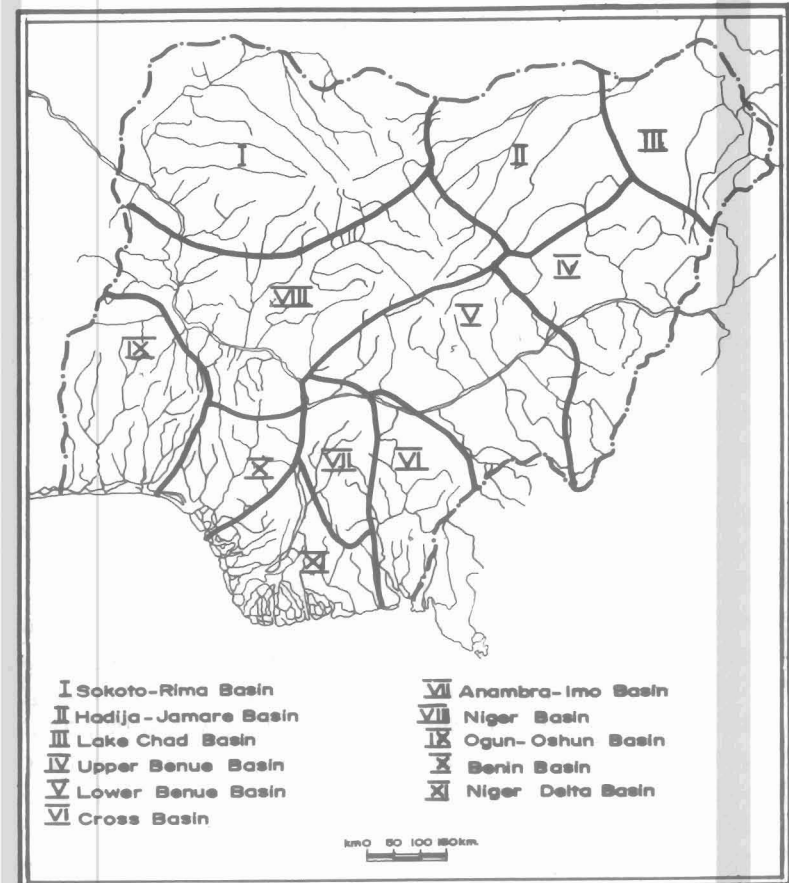 I
II
III
IV
VIII
V
IX
X
VII
VI
XI
I Sokoto-Rima Basin
II Hadija-Jamare Basin
III Lake Chad Basin
IV Upper Benue Basin
V Lower Benue Basin
VI Cross Basin
VII Anambra-Imo Basin
VIII Niger Basin
IX Ogun-Oshun Basin
X Benin Basin
XI Niger Delta Basin
km0 50 100 150km.